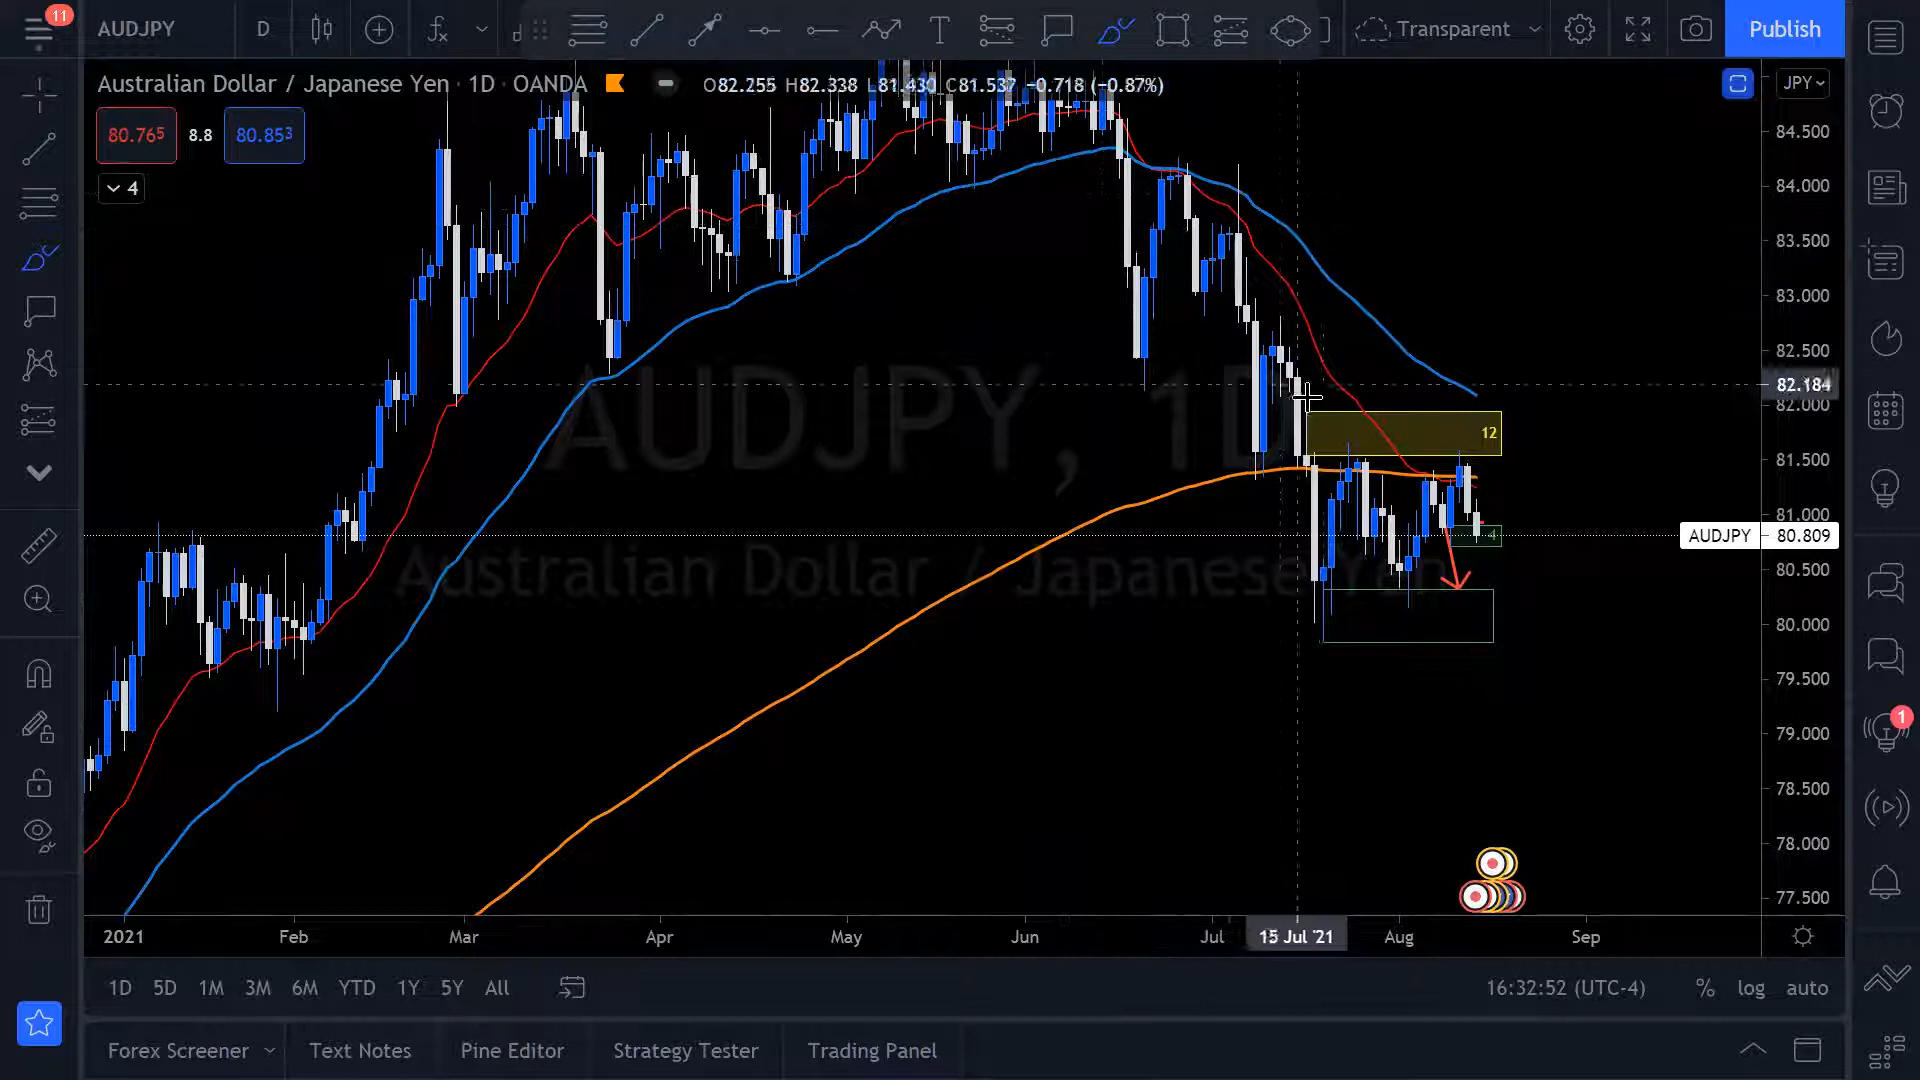 11
AUDJPY
D
Transparent
Publish
Australian Dollar / Japanese Yen · 1D · OANDA
O82.255 H82.338 L81.430 C81.537 −0.718 (−0.87%)
JPY
80.765
8.8
80.853
4
84.500
84.000
83.500
83.000
82.500
82.184
82.000
81.500
81.000
AUDJPY
80.809
80.500
80.000
79.500
79.000
78.500
78.000
77.500
AUDJPY, 1D
Australian Dollar / Japanese Yen
12
4
1
2021
Feb
Mar
Apr
May
Jun
Jul
15 Jul '21
Aug
Sep
1D 5D 1M 3M 6M YTD 1Y 5Y All
16:32:52 (UTC-4)
%
log
auto
Forex Screener
Text Notes
Pine Editor
Strategy Tester
Trading Panel